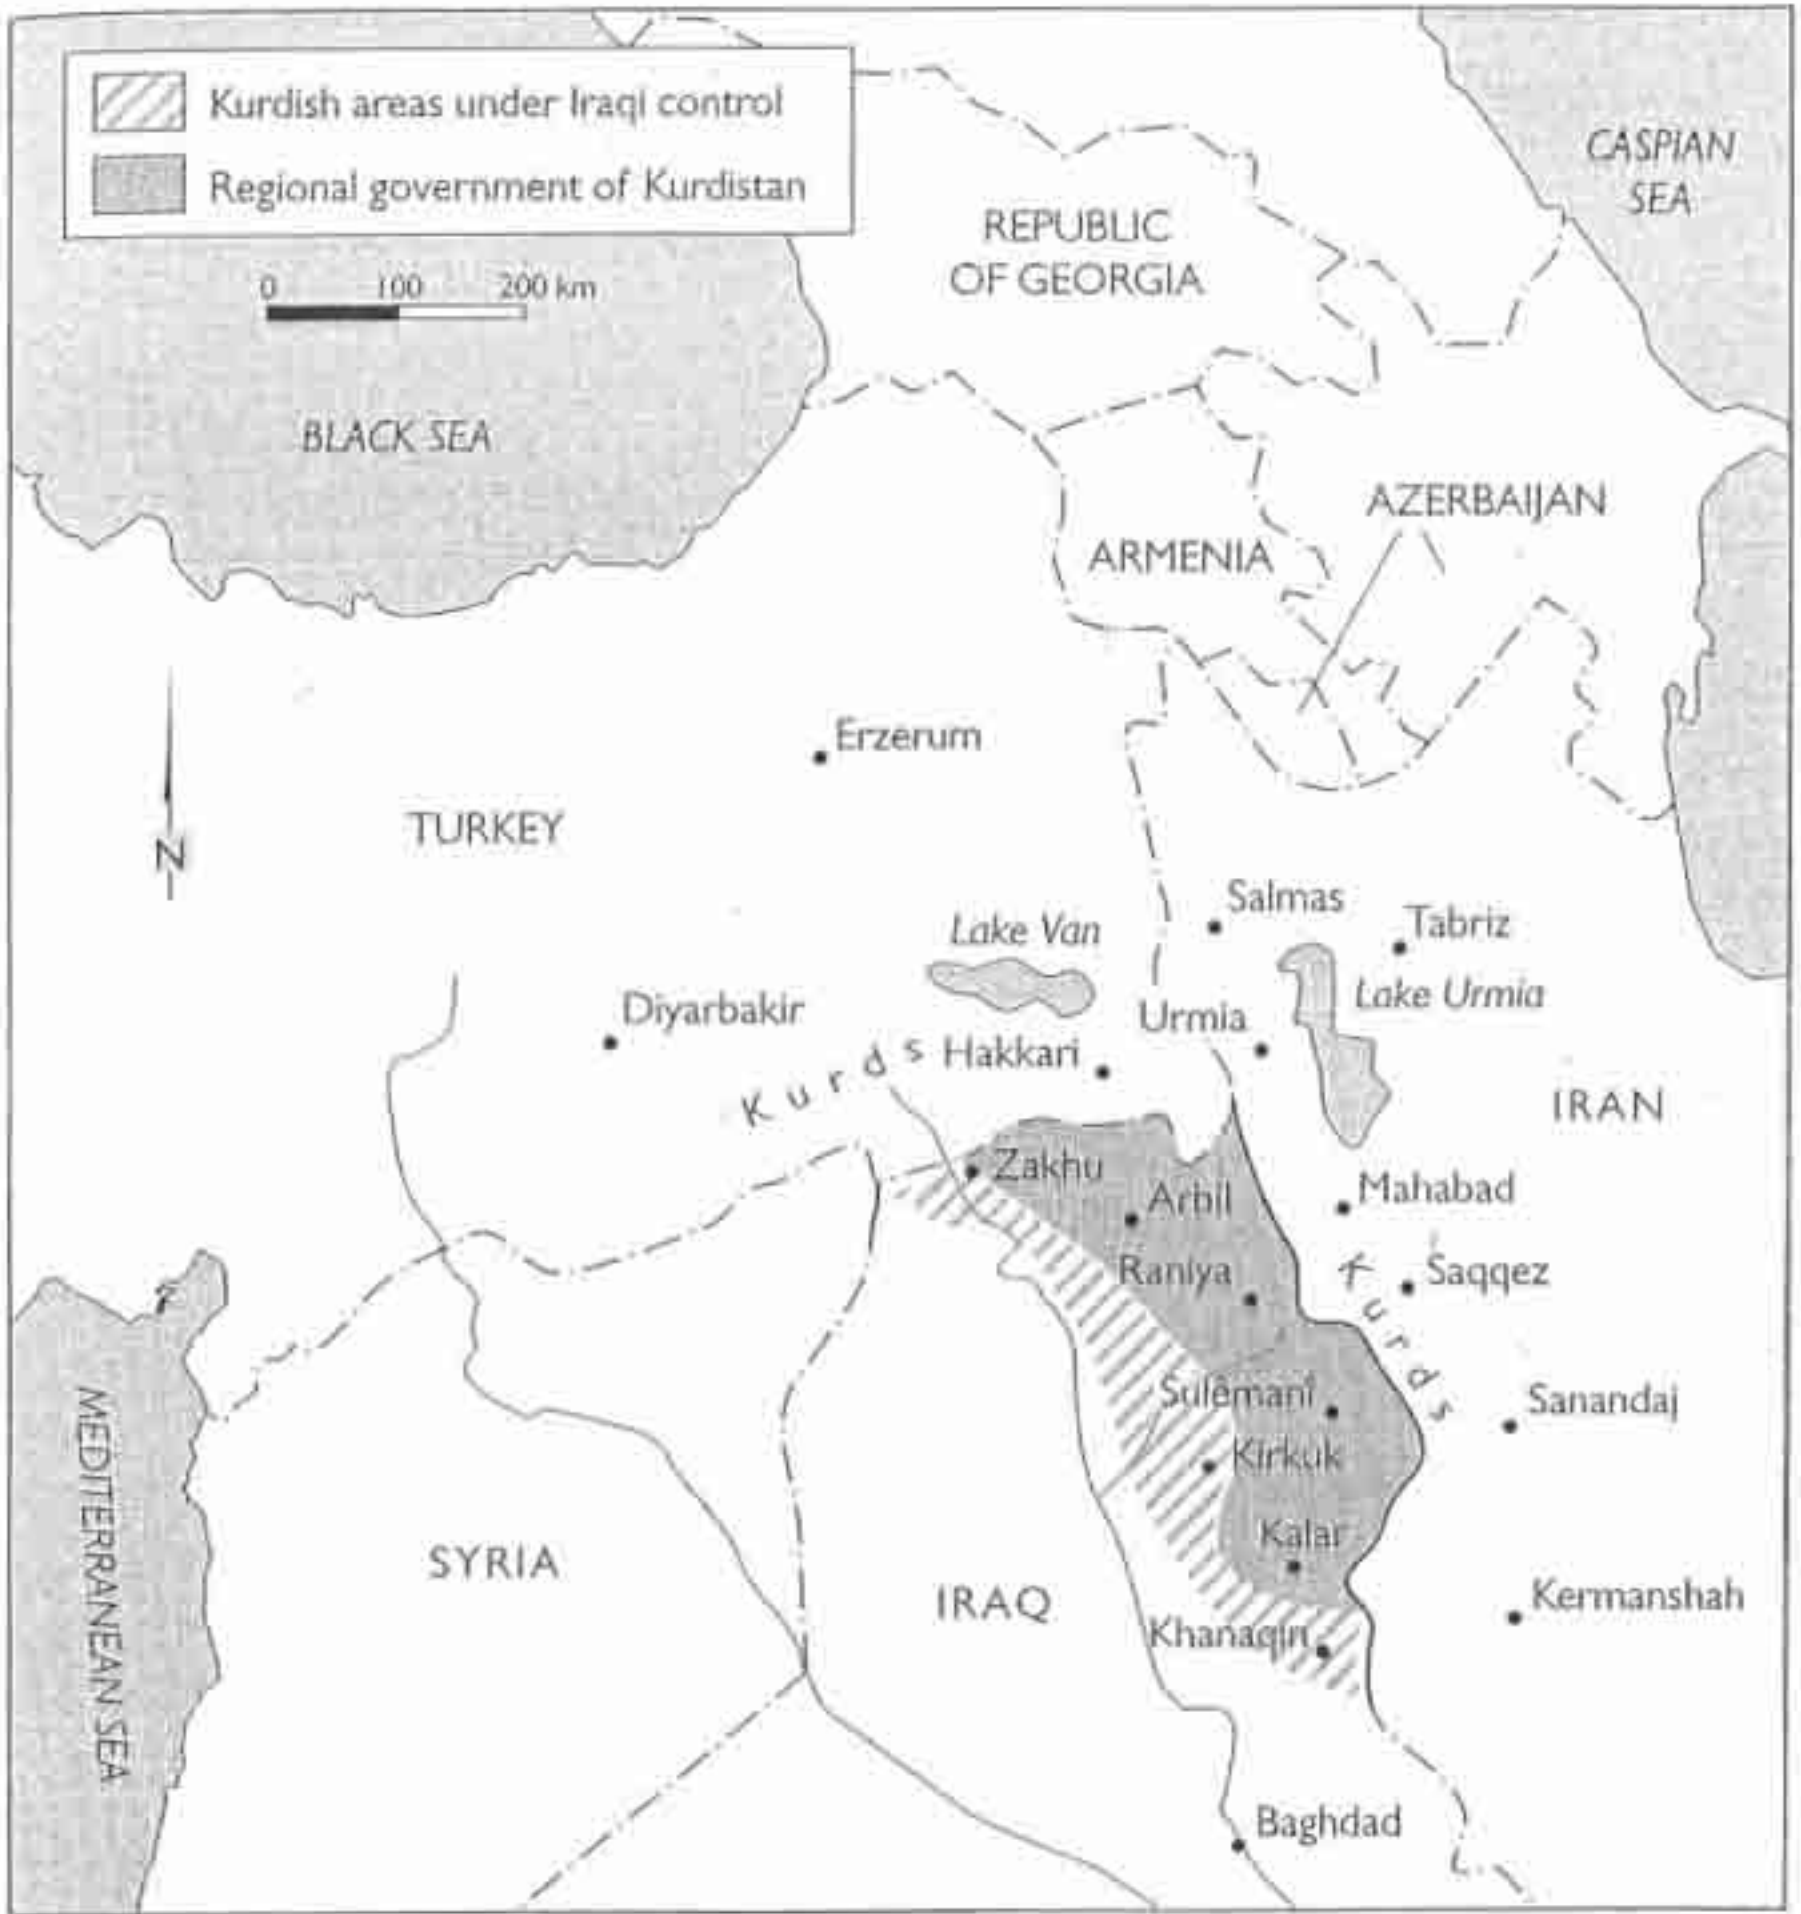 Kurdish areas under Iraqi control
Regional government of Kurdistan
0 100 200 km
CASPIAN
SEA
REPUBLIC
OF GEORGIA
BLACK SEA
AZERBAIJAN
ARMENIA
Erzerum
TURKEY
N
Salmas
Tabriz
Lake Van
Lake Urmia
Diyarbakir
Urmia
Kurds
Hakkari
IRAN
Zakhu
Arbil
Mahabad
Raniya
Saqqez
Kurds
Sulêmanî
Sanandaj
MEDITERRANEAN SEA
Kirkuk
Kalar
SYRIA
IRAQ
Kermanshah
Khanaqin
Baghdad